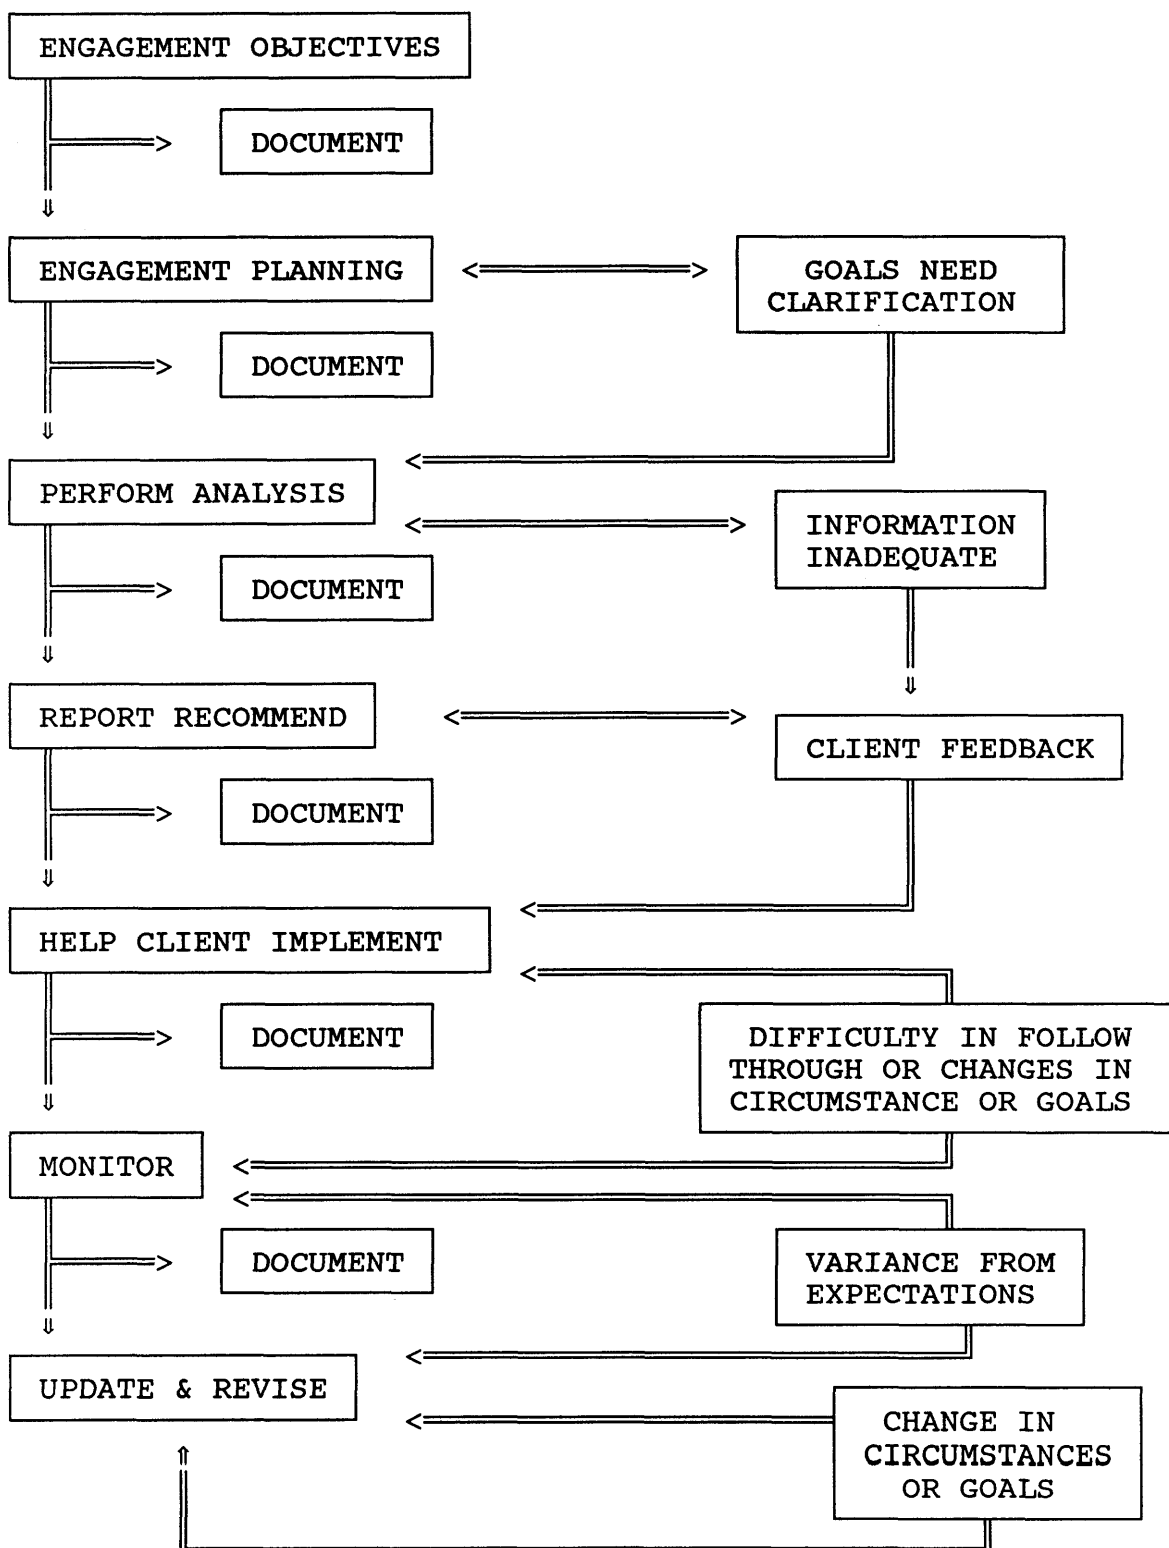 ENGAGEMENT OBJECTIVES
DOCUMENT
ENGAGEMENT PLANNING
GOALS NEED
CLARIFICATION
DOCUMENT
PERFORM ANALYSIS
INFORMATION
INADEQUATE
DOCUMENT
REPORT RECOMMEND
CLIENT FEEDBACK
DOCUMENT
HELP CLIENT IMPLEMENT
DOCUMENT
DIFFICULTY IN FOLLOW
THROUGH OR CHANGES IN
CIRCUMSTANCE OR GOALS
MONITOR
DOCUMENT
VARIANCE FROM
EXPECTATIONS
UPDATE & REVISE
CHANGE IN
CIRCUMSTANCES
OR GOALS